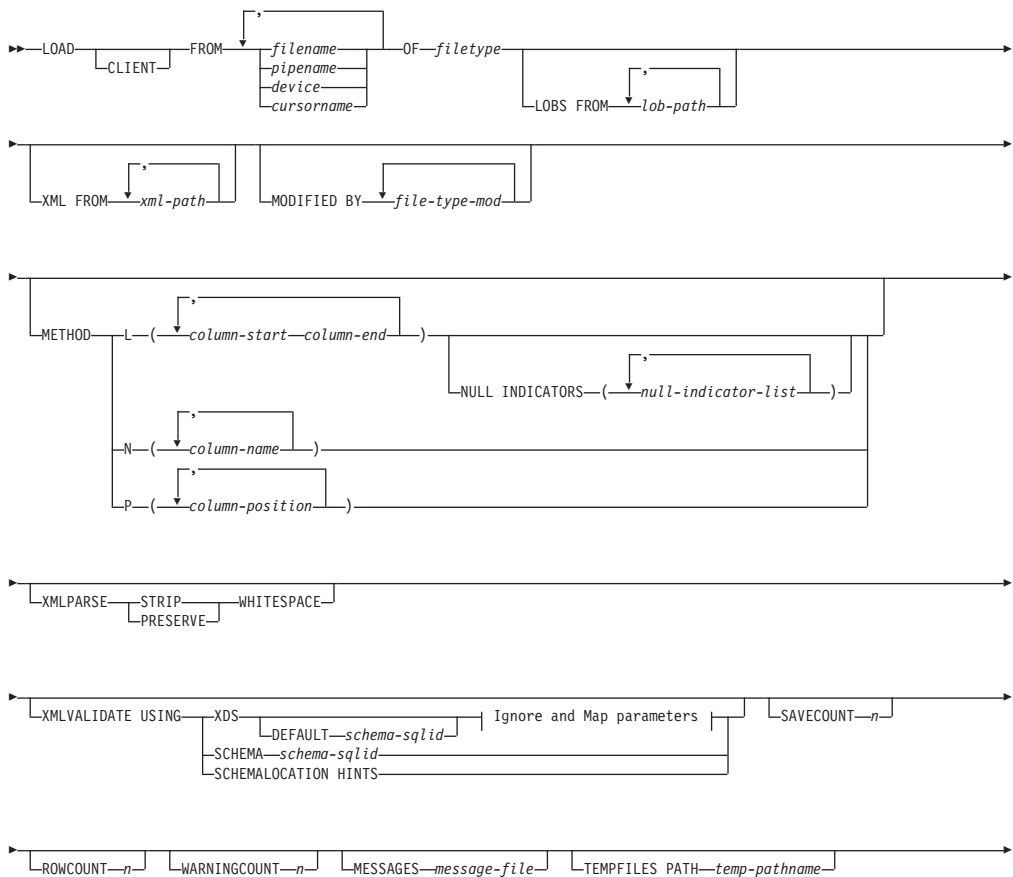 ,
LOAD CLIENT FROM filename OF filetype
pipename
device
cursorname
,
LOBS FROM lob-path
,
XML FROM xml-path
MODIFIED BY file-type-mod
METHOD L ( column-start column-end )
,
NULL INDICATORS ( null-indicator-list )
,
N ( column-name )
,
P ( column-position )
,
XMLPARSE STRIP WHITESPACE
PRESERVE
XMLVALIDATE USING XDS Ignore and Map parameters
DEFAULT schema-sqlid
SCHEMA schema-sqlid
SCHEMALOCATION HINTS
SAVECOUNT n
ROWCOUNT n WARNINGCOUNT n MESSAGES message-file TEMPFILES PATH temp-pathname